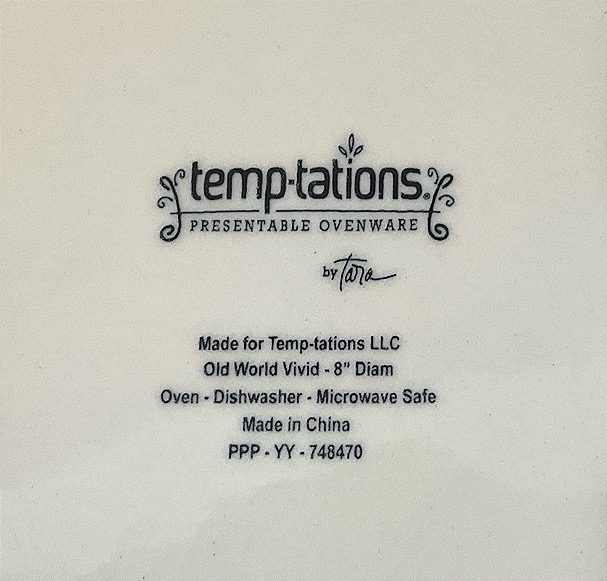 temp-tations®
PRESENTABLE OVENWARE
by Tara
Made for Temp-tations LLC
Old World Vivid - 8" Diam
Oven - Dishwasher - Microwave Safe
Made in China
PPP - YY - 748470